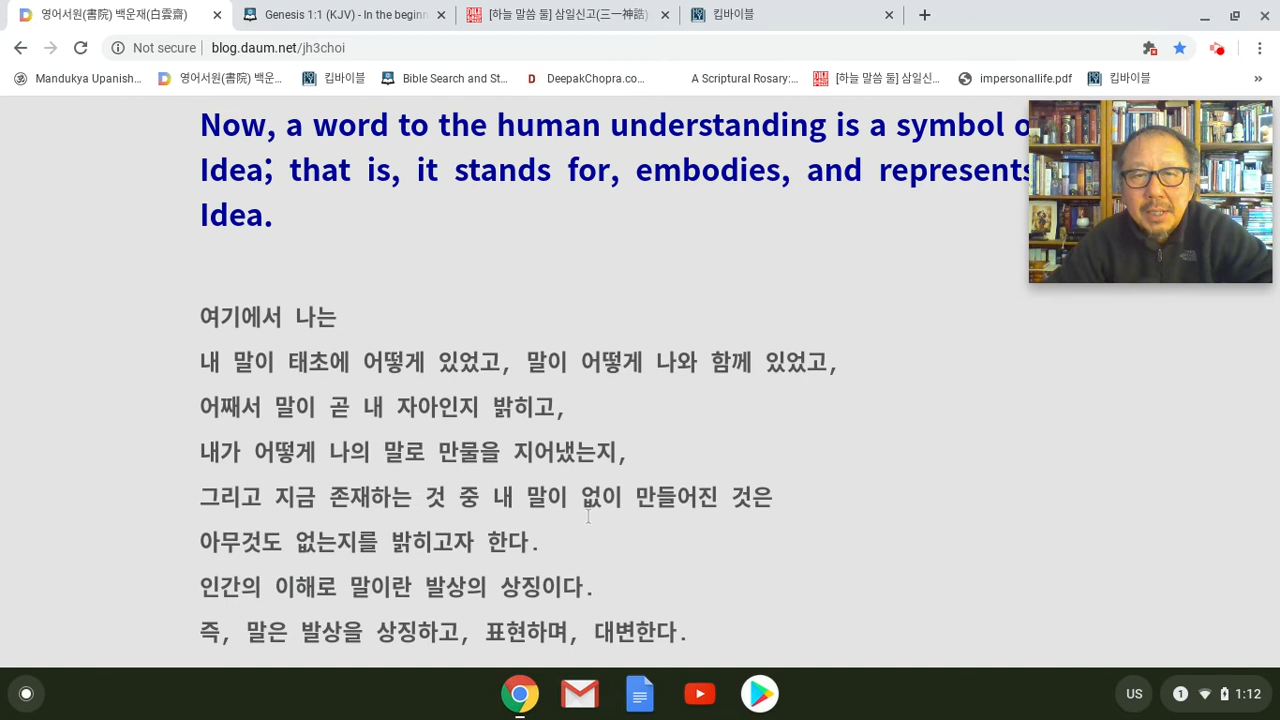 영어서원(書院) 백운재(白雲齋)
Genesis 1:1 (KJV) - In the beginn
[하늘 말씀 둘] 삼일신고(三一神誥)
킵바이블
Not secure
blog.daum.net/jh3choi
Mandukya Upanish...
영어서원(書院) 백운...
킵바이블
Bible Search and St...
DeepakChopra.co...
A Scriptural Rosary:...
[하늘 말씀 둘] 삼일신...
impersonallife.pdf
킵바이블
Now, a word to the human understanding is a symbol
Idea; that is, it stands for, embodies, and represents
Idea.
여기에서 나는
내 말이 태초에 어떻게 있었고, 말이 어떻게 나와 함께 있었고,
어째서 말이 곧 내 자아인지 밝히고,
내가 어떻게 나의 말로 만물을 지어냈는지,
그리고 지금 존재하는 것 중 내 말이 없이 만들어진 것은
아무것도 없는지를 밝히고자 한다.
인간의 이해로 말이란 발상의 상징이다.
즉, 말은 발상을 상징하고, 표현하며, 대변한다.
US
1
1:12